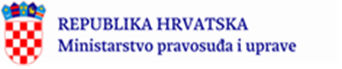 REPUBLIKA HRVATSKA
Ministarstvo pravosuđa i uprave